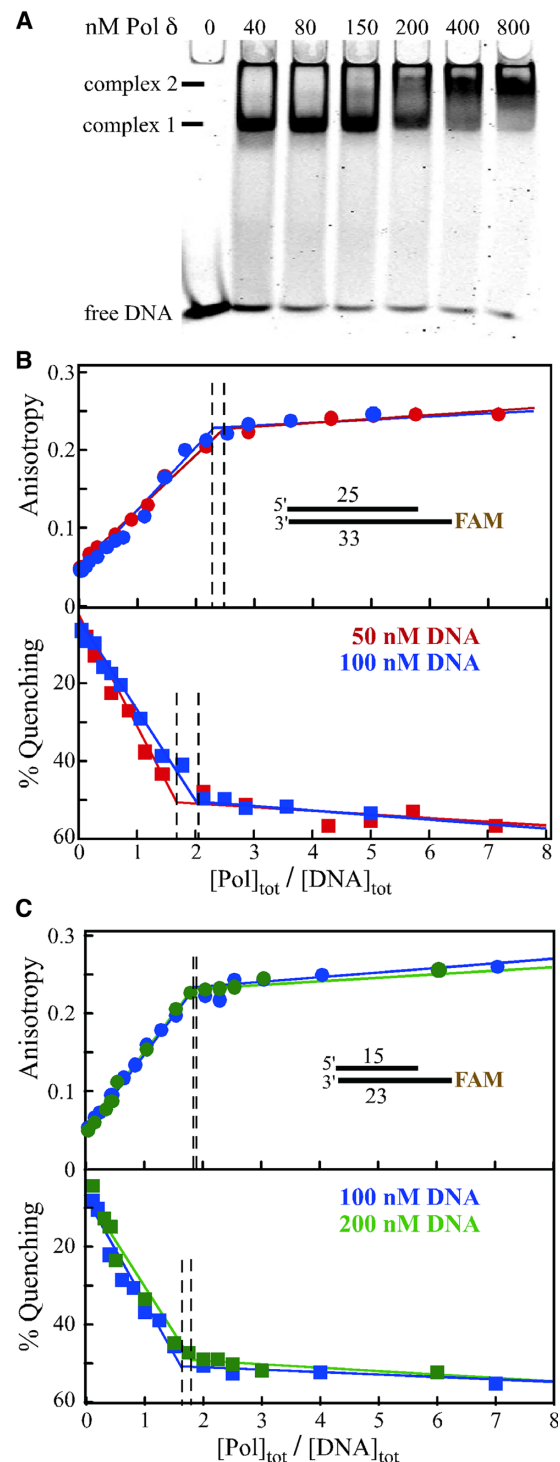 A
nM Pol δ 0 40 80 150 200 400 800
complex 2
complex 1
free DNA
B
0.3
Anisotropy
0.1
0
25
5'
3'
FAM
33
50 nM DNA
100 nM DNA
20
% Quenching
40
60
0 1 2 3 4 5 6 7 8
[Pol]tot / [DNA]tot
C
0.3
Anisotropy
0.2
0.1
0
15
5'
3'
FAM
23
100 nM DNA
200 nM DNA
20
% Quenching
40
60
0 1 2 3 4 5 6 7 8
[Pol]tot / [DNA]tot